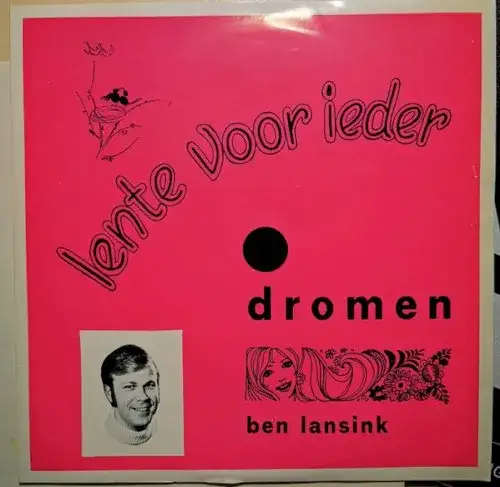 lente voor ieder
dromen
ben lansink